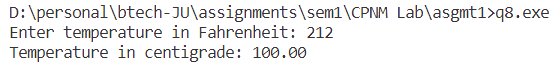 D:\personal\btech-JU\assignments\sem1\CPNM Lab\asgmt1>q8.exe
Enter temperature in Fahrenheit: 212
Temperature in centigrade: 100.00